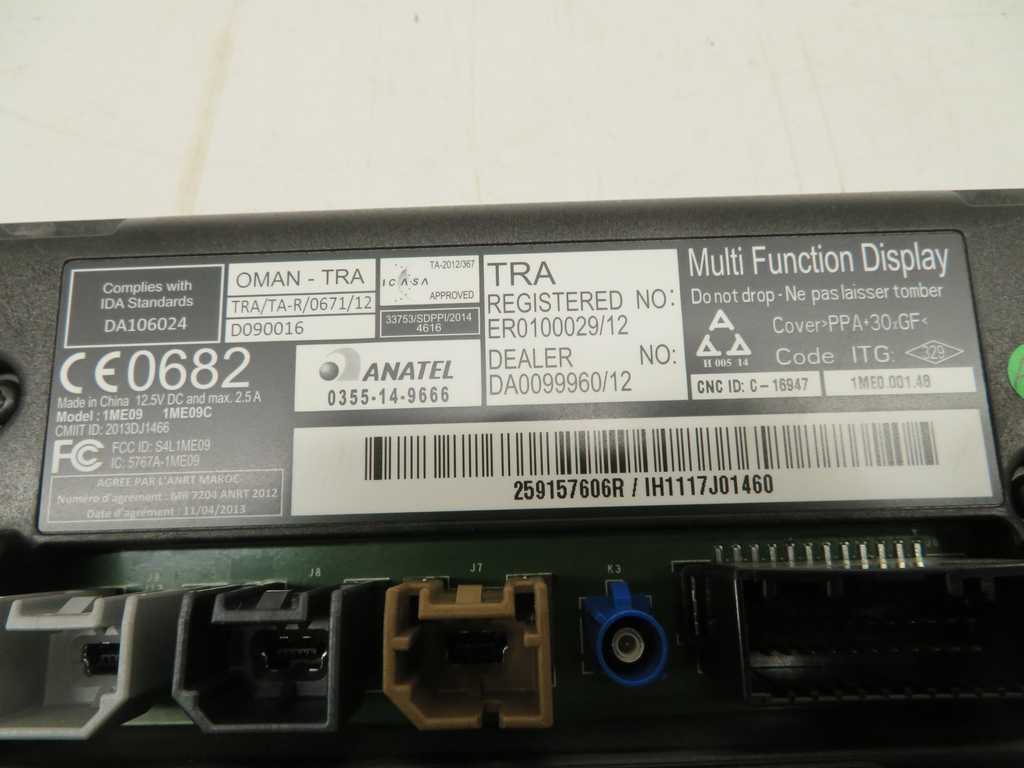 Complies with
IDA Standards
DA106024
OMAN - TRA
TRA/TA-R/0671/12
D090016
TA-2012/367
ICASA
APPROVED
33753/SDPPI/2014
4616
TRA
REGISTERED NO:
ER0100029/12
DEALER NO:
DA0099960/12
Multi Function Display
Do not drop - Ne pas laisser tomber
Cover>PPA+30%GF<
H 005 14
Code ITG: 329
CNC ID: C-16947
1ME0.001.48
CE0682
Made in China 12.5V DC and max. 2.5 A
Model : 1ME09 1ME09C
CMIIT ID: 2013DJ1466
FC FCC ID: S4L1ME09
IC: 5767A-1ME09
AGREE PAR L'ANRT MAROC
Numéro d'agrément : MR 7204 ANRT 2012
Date d'agrément : 11/04/2013
ANATEL
0355-14-9666
259157606R / IH1117J01460
J8
J7
K3